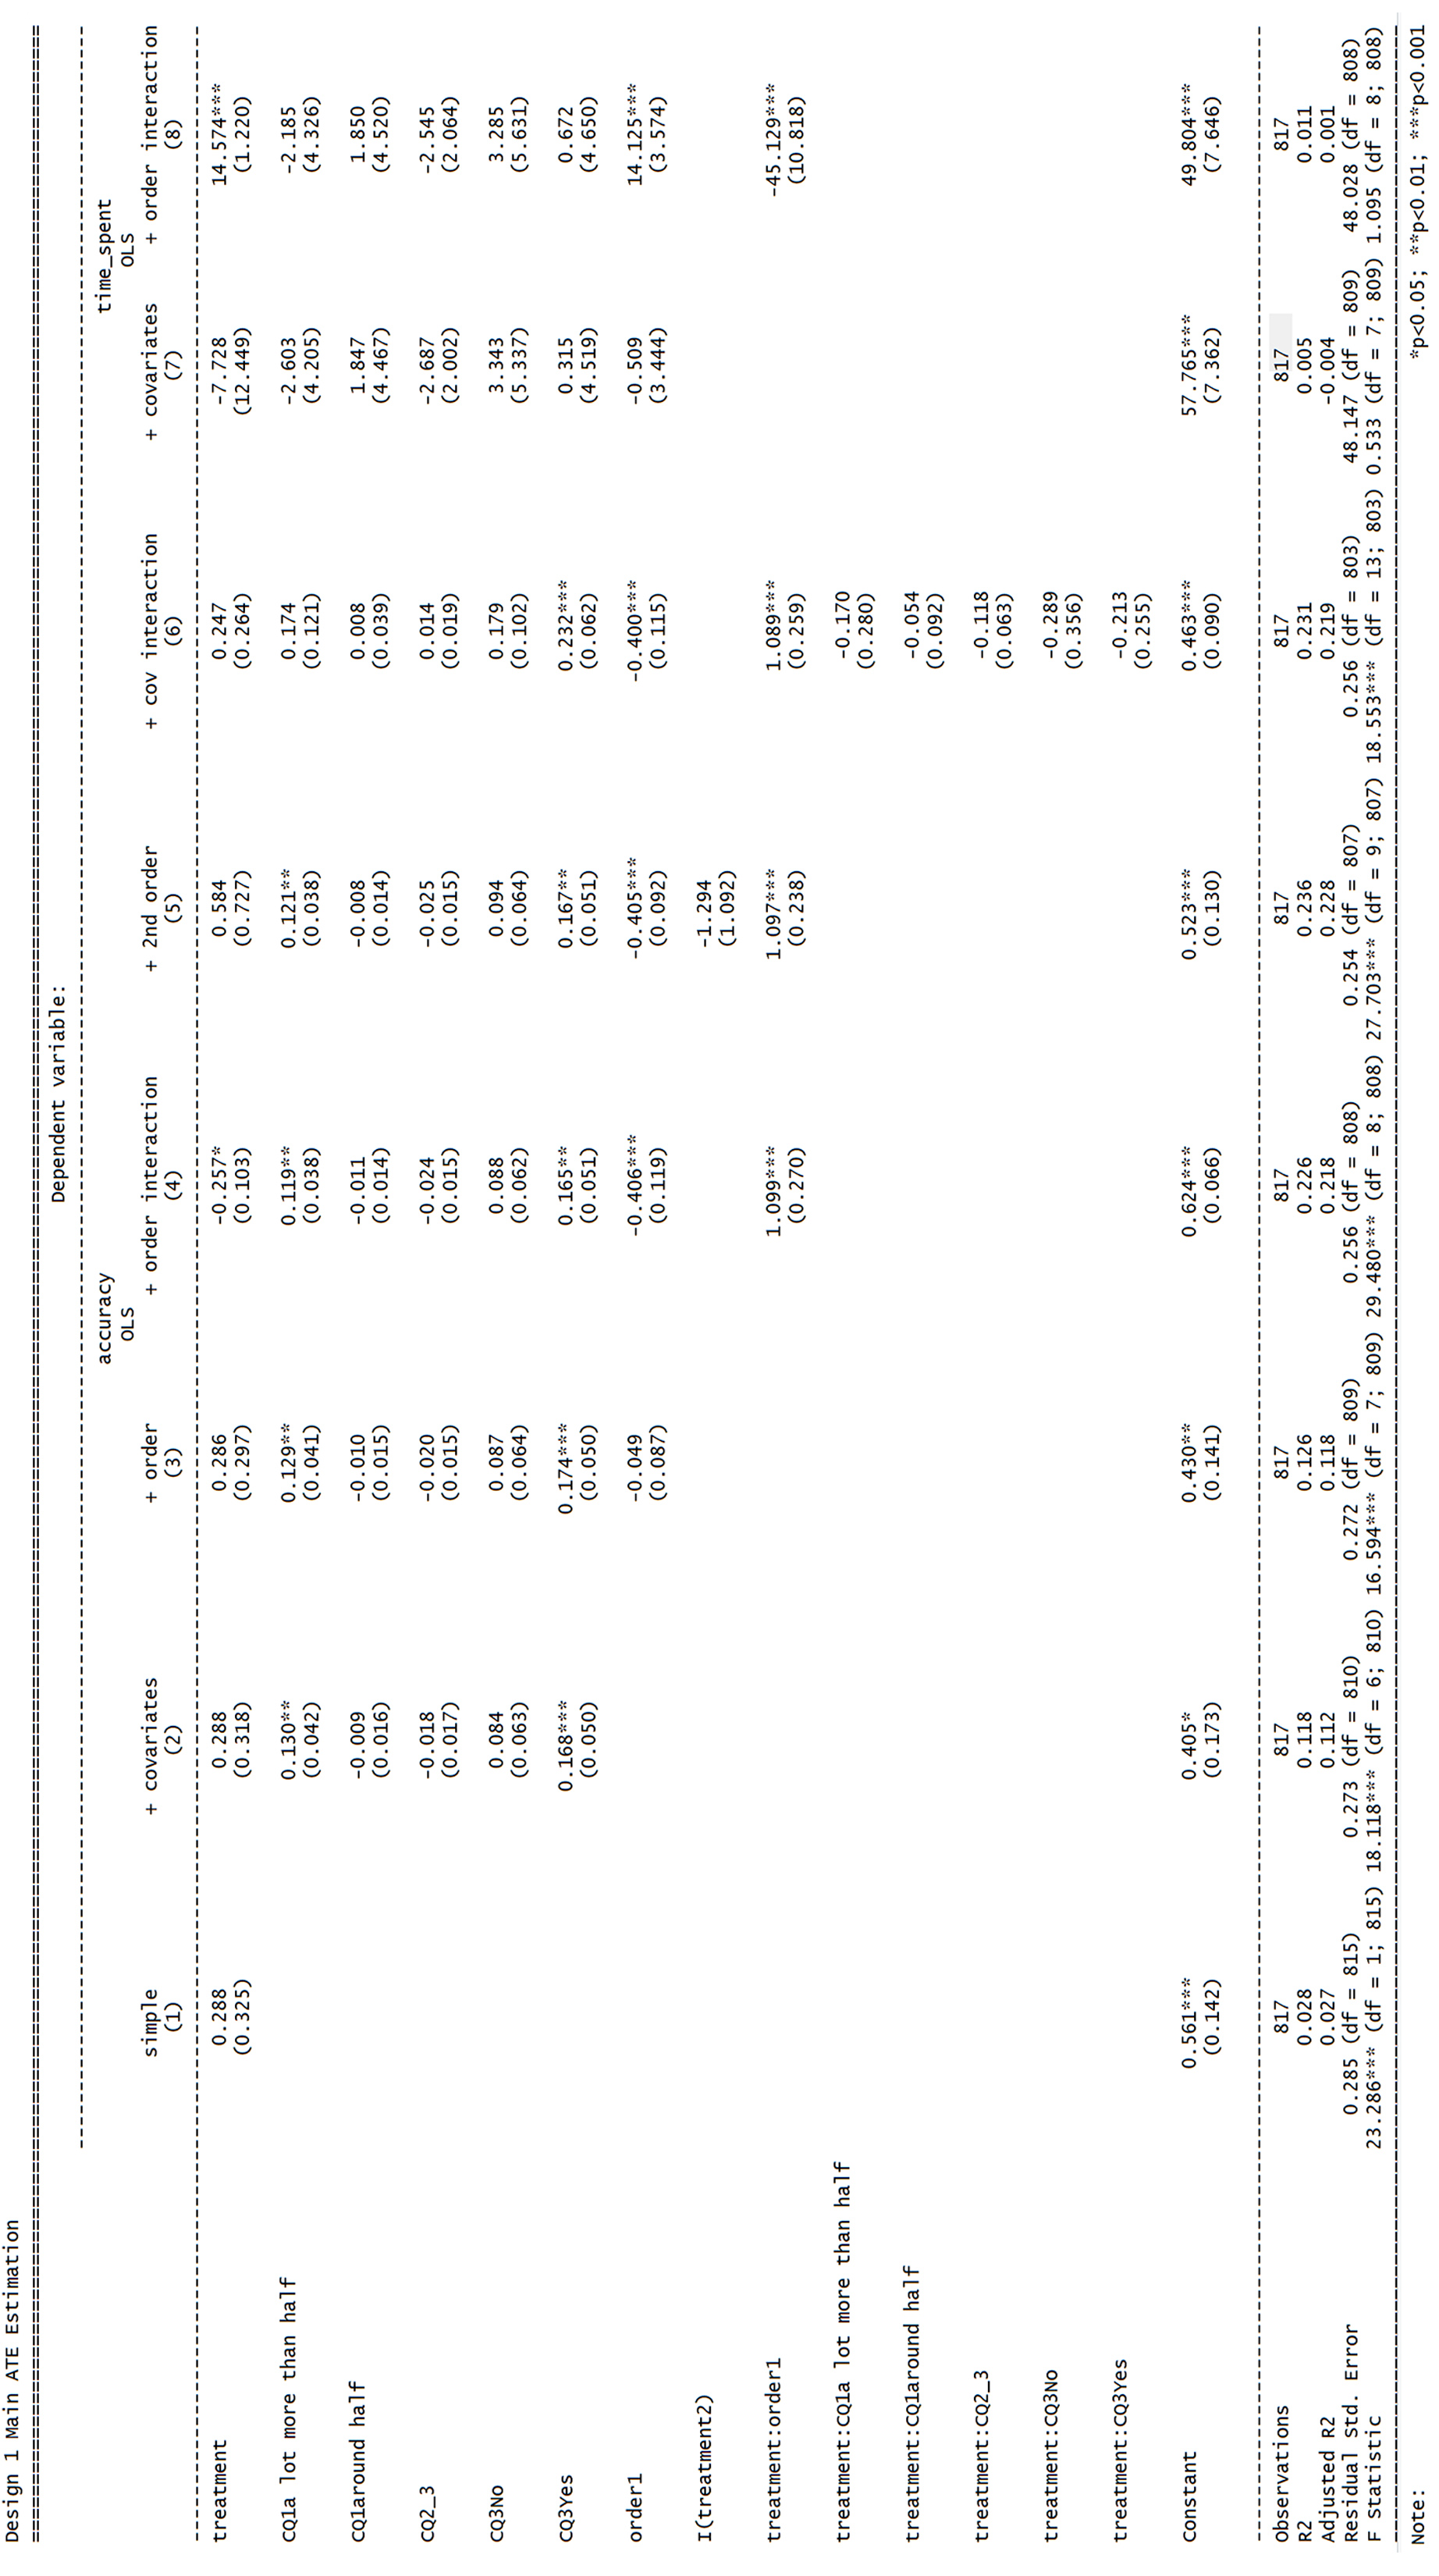 Design 1 Main ATE Estimation
====================================================================================================
Dependent variable:
----------------------------------------------------------------------------------------------------
accuracy time_spent
OLS OLS
simple + covariates + order + order interaction + 2nd order + cov interaction + covariates + order interaction
(1) (2) (3) (4) (5) (6) (7) (8)
----------------------------------------------------------------------------------------------------
treatment 0.288 0.288 0.286 -0.257* 0.584 0.247 -7.728 14.574***
(0.325) (0.318) (0.297) (0.103) (0.727) (0.264) (12.449) (1.220)
CQ1a lot more than half 0.130** 0.129** 0.119** 0.121** 0.174 -2.603 -2.185
(0.042) (0.041) (0.038) (0.038) (0.121) (4.205) (4.326)
CQ1around half -0.009 -0.010 -0.011 -0.008 0.008 1.847 1.850
(0.016) (0.015) (0.014) (0.014) (0.039) (4.467) (4.520)
CQ2_3 -0.018 -0.020 -0.024 -0.025 0.014 -2.687 -2.545
(0.017) (0.015) (0.015) (0.015) (0.019) (2.002) (2.064)
CQ3No 0.084 0.087 0.088 0.094 0.179 3.343 3.285
(0.063) (0.064) (0.062) (0.064) (0.102) (5.337) (5.631)
CQ3Yes 0.168*** 0.174*** 0.165** 0.167** 0.232*** 0.315 0.672
(0.050) (0.050) (0.051) (0.051) (0.062) (4.519) (4.650)
order1 -0.049 -0.406*** -0.405*** -0.400*** -0.509 14.125***
(0.087) (0.119) (0.092) (0.115) (3.444) (3.574)
I(treatment2) -1.294
(1.092)
treatment:order1 1.099*** 1.097*** 1.089*** -45.129***
(0.270) (0.238) (0.259) (10.818)
treatment:CQ1a lot more than half -0.170
(0.280)
treatment:CQ1around half -0.054
(0.092)
treatment:CQ2_3 -0.118
(0.063)
treatment:CQ3No -0.289
(0.356)
treatment:CQ3Yes -0.213
(0.255)
Constant 0.561*** 0.405* 0.430** 0.624*** 0.523*** 0.463*** 57.765*** 49.804***
(0.142) (0.173) (0.141) (0.066) (0.130) (0.090) (7.362) (7.646)
----------------------------------------------------------------------------------------------------
Observations 817 817 817 817 817 817 817 817
R2 0.028 0.118 0.126 0.226 0.236 0.231 0.005 0.011
Adjusted R2 0.027 0.112 0.118 0.218 0.228 0.219 -0.004 0.001
Residual Std. Error 0.285 (df = 815) 0.273 (df = 810) 0.272 (df = 809) 0.256 (df = 808) 0.254 (df = 807) 0.256 (df = 803) 48.147 (df = 809) 48.028 (df = 808)
F Statistic 23.286*** (df = 1; 815) 18.118*** (df = 6; 810) 16.594*** (df = 7; 809) 29.480*** (df = 8; 808) 27.703*** (df = 9; 807) 18.553*** (df = 13; 803) 0.533 (df = 7; 809) 1.095 (df = 8; 808)
====================================================================================================
Note: *p<0.05; **p<0.01; ***p<0.001